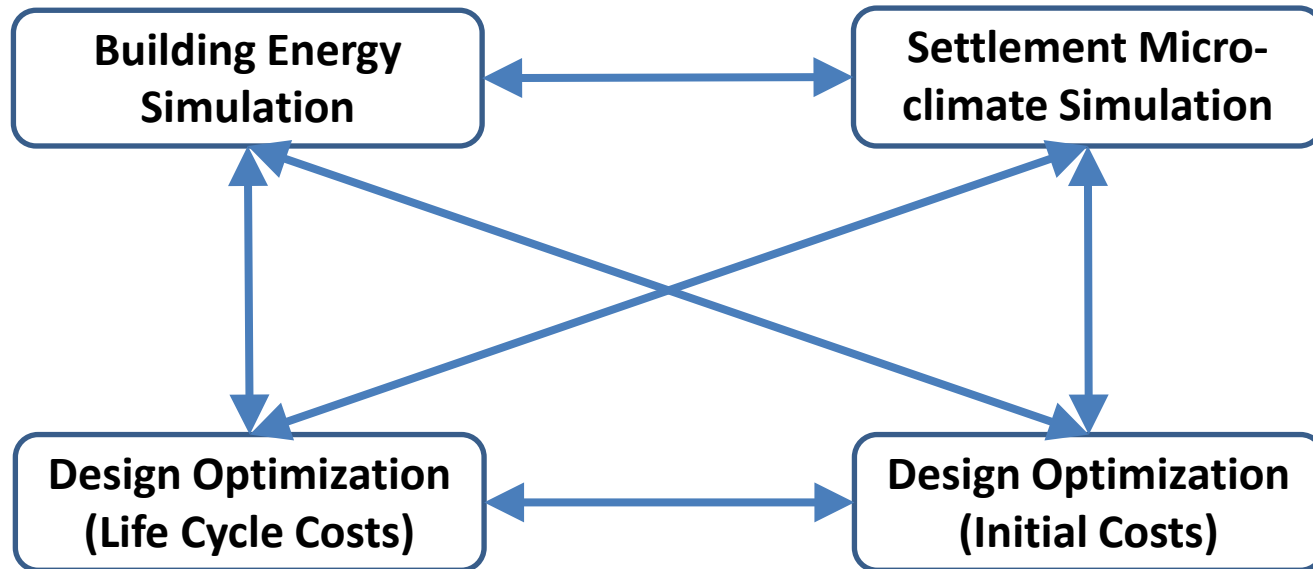 Building Energy
Simulation
Settlement Micro-
climate Simulation
Design Optimization
(Life Cycle Costs)
Design Optimization
(Initial Costs)